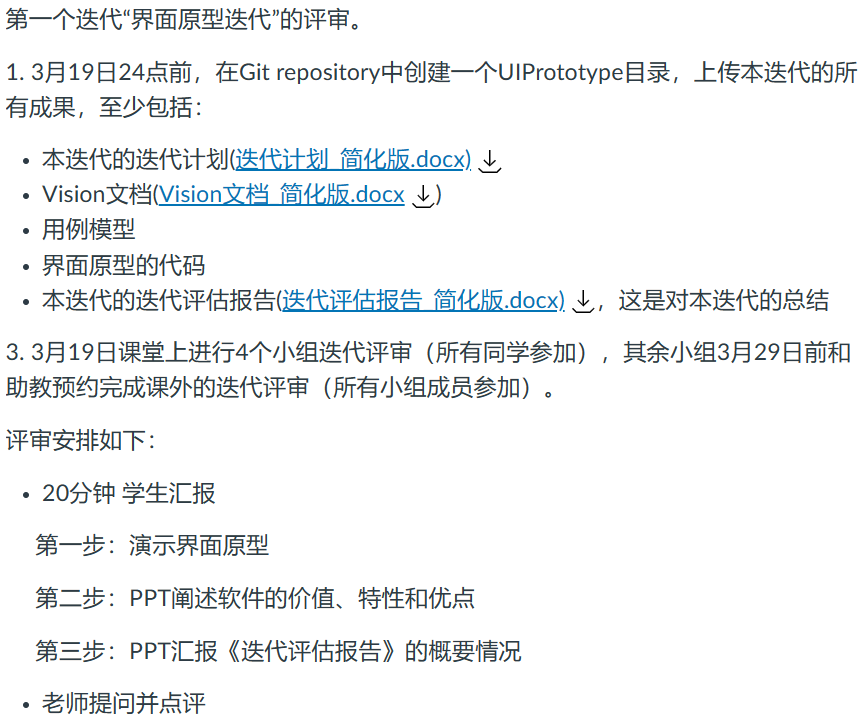 第一个迭代“界面原型迭代”的评审。
1. 3月19日24点前，在Git repository中创建一个UIPrototype目录，上传本迭代的所
有成果，至少包括：
• 本迭代的迭代计划(迭代计划_简化版.docx)
• Vision文档(Vision文档_简化版.docx )
• 用例模型
• 界面原型的代码
• 本迭代的迭代评估报告(迭代评估报告_简化版.docx) ，这是对本迭代的总结
3. 3月19日课堂上进行4个小组迭代评审（所有同学参加），其余小组3月29日前和
助教预约完成课外的迭代评审（所有小组成员参加）。
评审安排如下：
• 20分钟 学生汇报
第一步：演示界面原型
第二步：PPT阐述软件的价值、特性和优点
第三步：PPT汇报《迭代评估报告》的概要情况
• 老师提问并点评